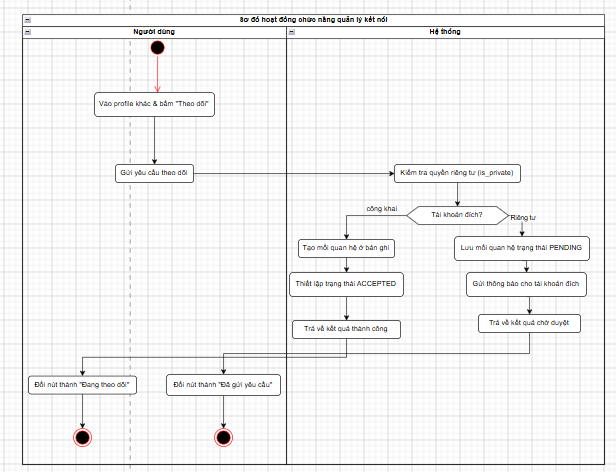 Sơ đồ hoạt động chức năng quản lý kết nối
Người dùng
Hệ thống
Vào profile khác & bấm "Theo dõi"
Gửi yêu cầu theo dõi
Kiểm tra quyền riêng tư (is_private)
Tài khoản đích?
công khai
Riêng tư
Tạo mối quan hệ ở bản ghi
Lưu mối quan hệ trạng thái PENDING
Thiết lập trạng thái ACCEPTED
Gửi thông báo cho tài khoản đích
Trả về kết quả thành công
Trả về kết quả chờ duyệt
Đổi nút thành "Đang theo dõi"
Đổi nút thành "Đã gửi yêu cầu"